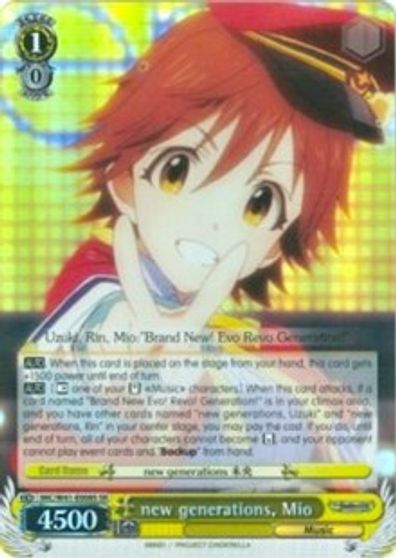 1
0
Uzuki, Rin, Mio:"Brand New! Evo Revo Generation!"
AUTO When this card is placed on the stage from your hand, this card gets
+1500 power until end of turn.
AUTO [ one of your «Music» characters] When this card attacks, if a
card named "Brand New! Evo! Revo! Generation!" is in your climax area,
and you have other cards named "new generations, Uzuki" and "new
generations, Rin" in your center stage, you may pay the cost. If you do,
until end of turn, all of your characters cannot become and your opponent
cannot play event cards and "Backup" from hand.
new generations 未央
SR
4500
new generations, Mio
Music
PROJECT CINDERELLA